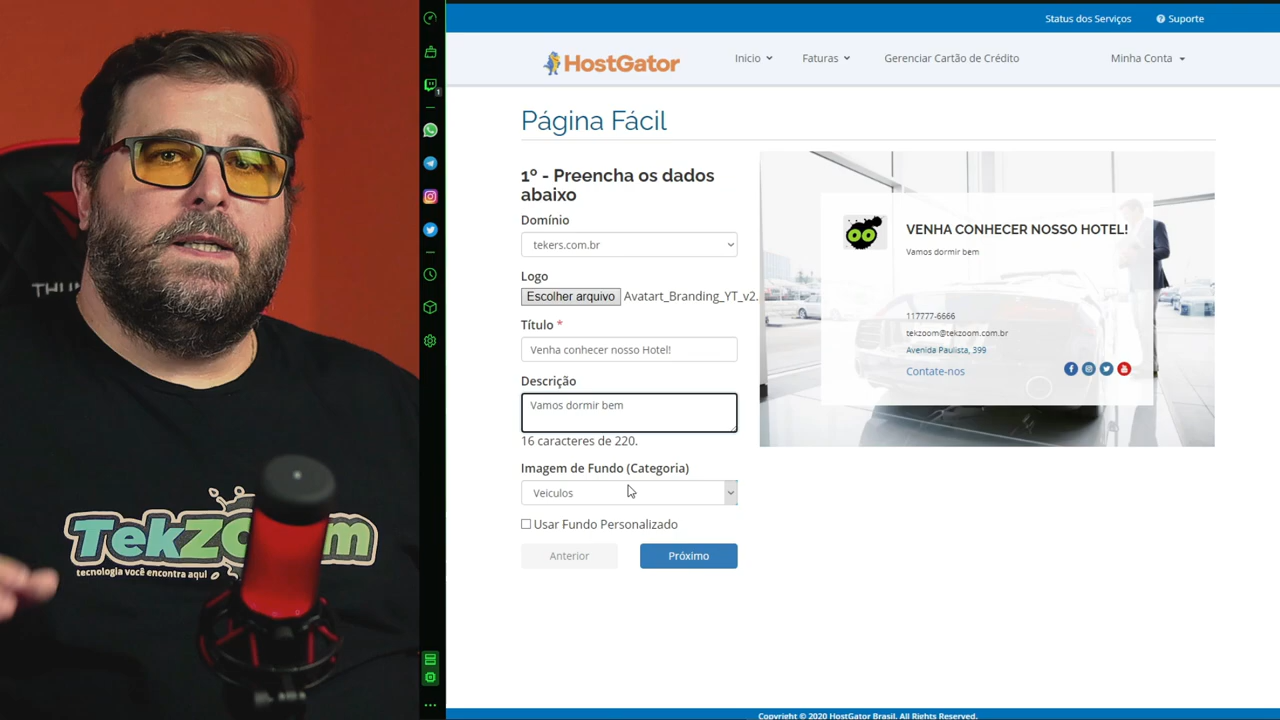 Status dos Serviços
Suporte
HostGator
Inicio
Faturas
Gerenciar Cartão de Crédito
Minha Conta
Página Fácil
1º - Preencha os dados
abaixo
Domínio
tekers.com.br
Logo
Escolher arquivo Avatart_Branding_YT_v2.
Título *
Venha conhecer nosso Hotel!
Descrição
Vamos dormir bem
16 caracteres de 220.
Imagem de Fundo (Categoria)
Veiculos
Usar Fundo Personalizado
Anterior
Próximo
VENHA CONHECER NOSSO HOTEL!
Vamos dormir bem
117777-6666
tekzoom@tekzoom.com.br
Avenida Paulista, 399
Contate-nos
Copyright © 2020 HostGator Brasil. All Rights Reserved.
1
TekZoom
tecnologia você encontra aqui